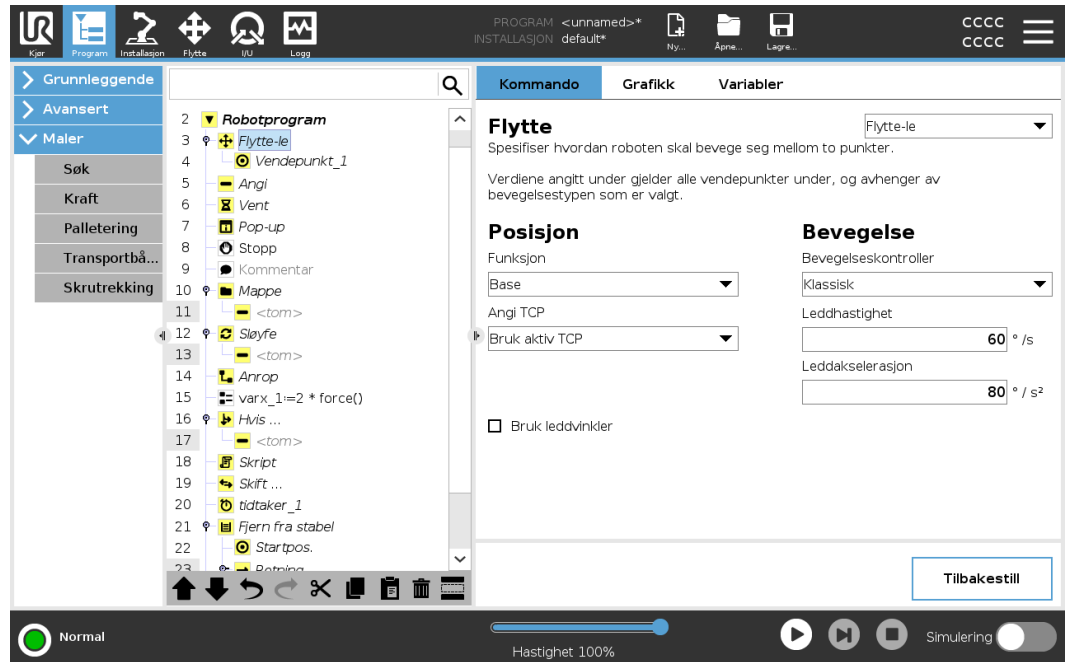 PROGRAM <unnamed>*
INSTALLASJON default*
UR
Kjør
Program
Installasjon
Flytte
I/U
Logg
Ny...
Åpne...
Lagre...
CCCC
CCCC
Grunnleggende
Avansert
Maler
Søk
Kraft
Palletering
Transportbå...
Skrutrekking
2 Robotprogram
3 Flytte-le
4 Vendepunkt_1
5 Angi
6 Vent
7 Pop-up
8 Stopp
9 Kommentar
10 Mappe
11 <tom>
12 Sløyfe
13 <tom>
14 Anrop
15 varx_1:=2 * force()
16 Hvis ...
17 <tom>
18 Skript
19 Skift ...
20 tidtaker_1
21 Fjern fra stabel
22 Startpos.
23 Retning
Kommando
Grafikk
Variabler
Flytte
Flytte-le
Spesifiser hvordan roboten skal bevege seg mellom to punkter.
Verdiene angitt under gjelder alle vendepunkter under, og avhenger av
bevegelsestypen som er valgt.
Posisjon
Funksjon
Base
Angi TCP
Bruk aktiv TCP
Bruk leddvinkler
Bevegelse
Bevegelseskontroller
Klassisk
Leddhastighet
60 ° /s
Leddakselerasjon
80 ° / s²
Tilbakestill
Normal
Hastighet 100%
Simulering